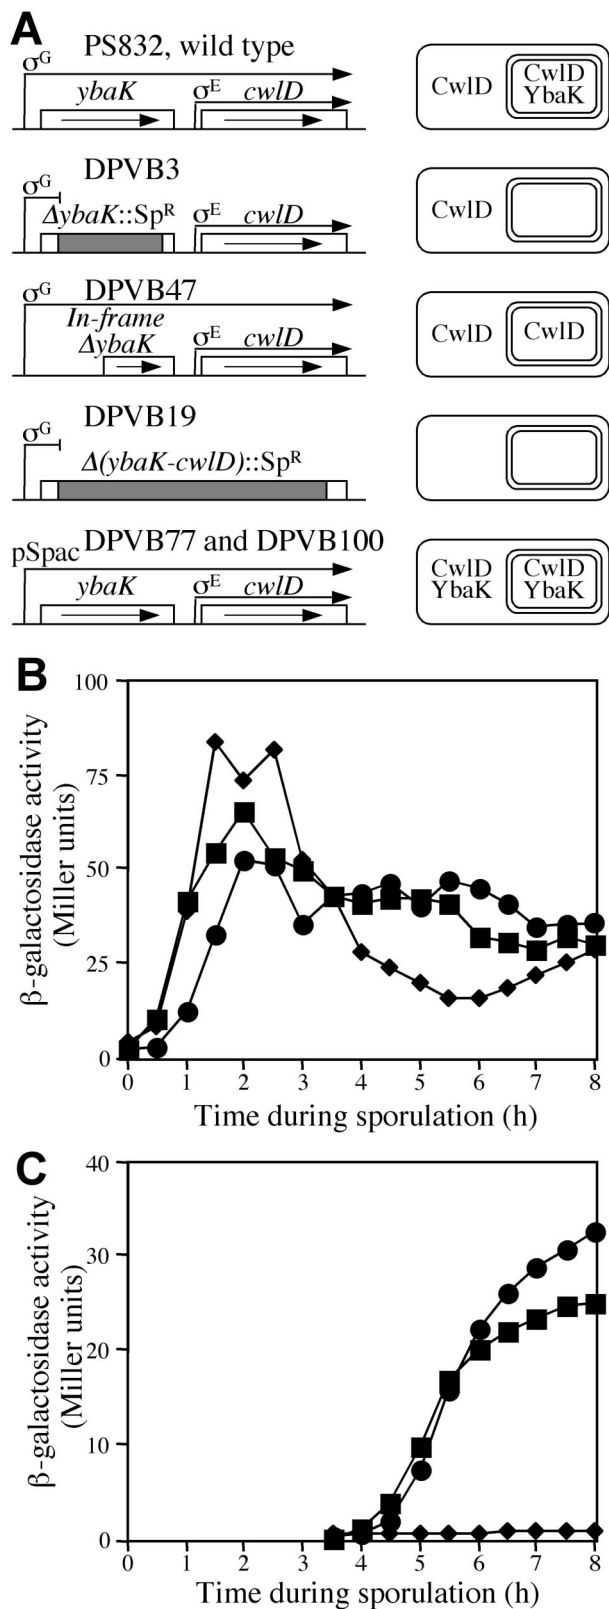 A
PS832, wild type
σG
ybaK
σE cwlD
CwlD
CwlD
YbaK
DPVB3
σG
ΔybaK::SpR
σE cwlD
CwlD
DPVB47
σG
In-frame
ΔybaK
σE cwlD
CwlD
CwlD
DPVB19
σG
Δ(ybaK-cwlD)::SpR
pSpac DPVB77 and DPVB100
ybaK
σE cwlD
CwlD
YbaK
CwlD
YbaK
B
β-galactosidase activity
(Miller units)
100
75
50
25
0
0 1 2 3 4 5 6 7 8
Time during sporulation (h)
C
β-galactosidase activity
(Miller units)
40
30
20
10
0
0 1 2 3 4 5 6 7 8
Time during sporulation (h)